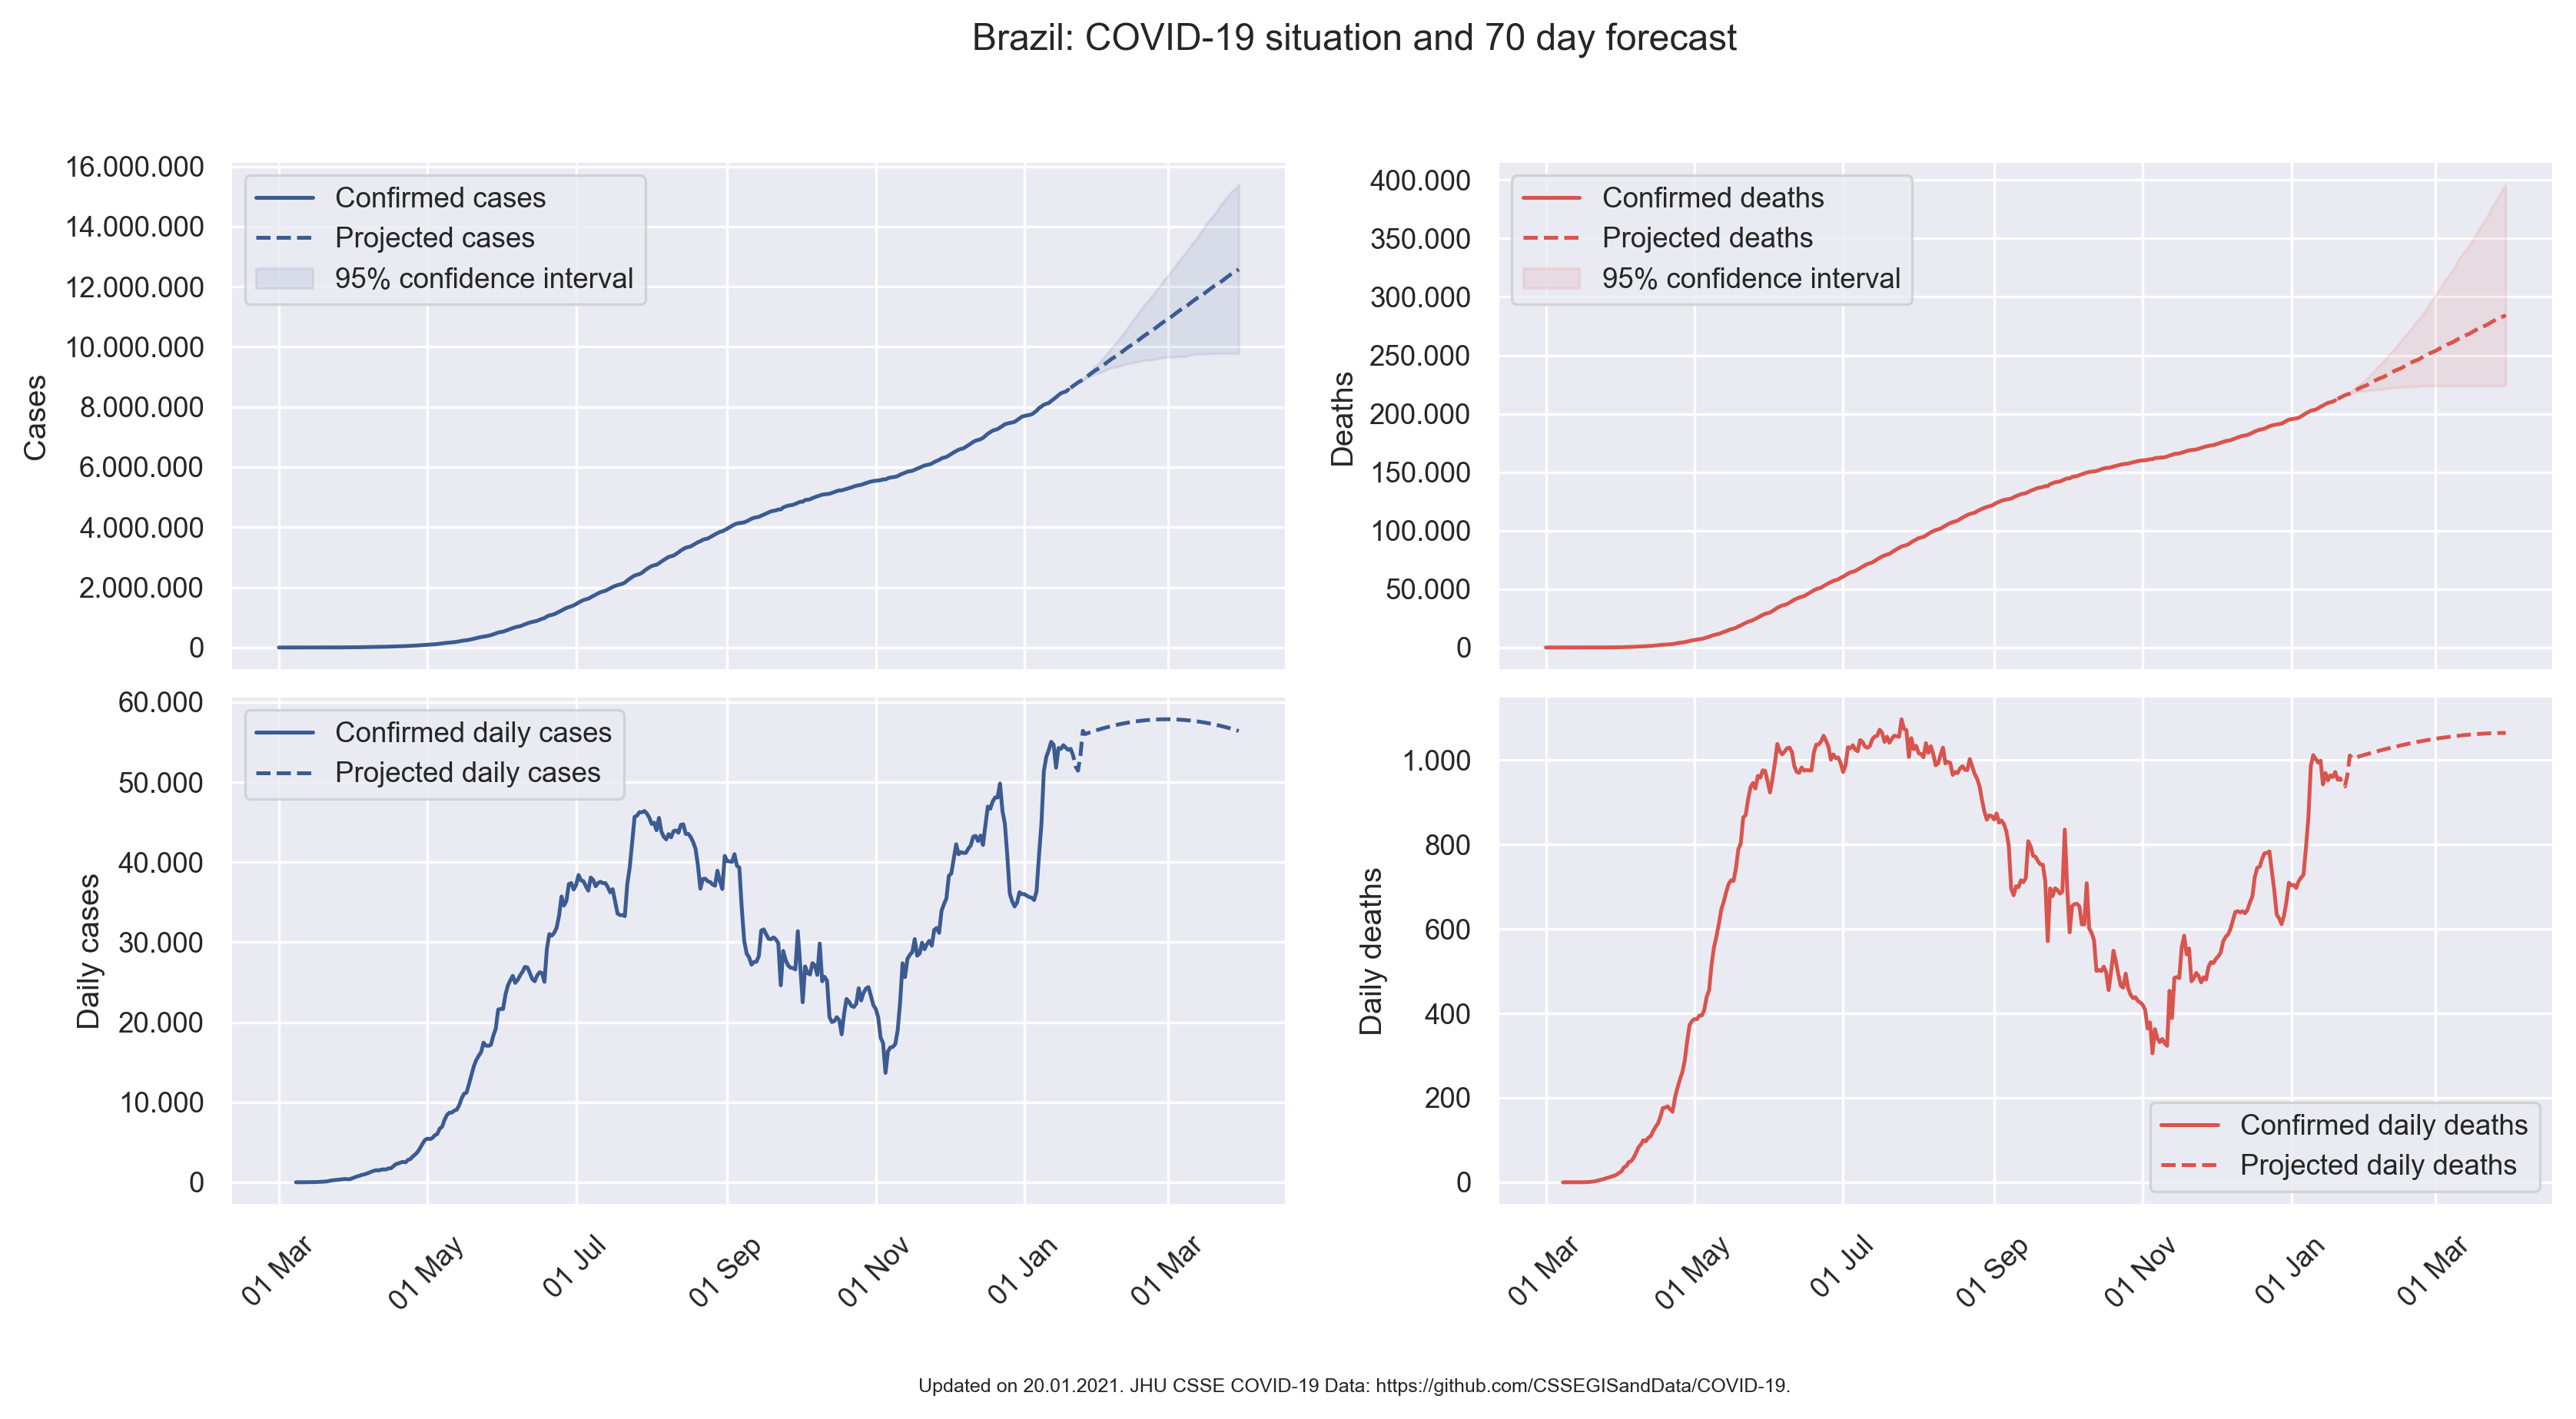 Brazil: COVID-19 situation and 70 day forecast
16.000.000
14.000.000
12.000.000
10.000.000
8.000.000
6.000.000
4.000.000
2.000.000
0
Cases
Confirmed cases
Projected cases
95% confidence interval
400.000
350.000
300.000
250.000
200.000
150.000
100.000
50.000
0
Deaths
Confirmed deaths
Projected deaths
95% confidence interval
60.000
50.000
40.000
30.000
20.000
10.000
0
Daily cases
Confirmed daily cases
Projected daily cases
01 Mar
01 May
01 Jul
01 Sep
01 Nov
01 Jan
01 Mar
1.000
800
600
400
200
0
Daily deaths
Confirmed daily deaths
Projected daily deaths
01 Mar
01 May
01 Jul
01 Sep
01 Nov
01 Jan
01 Mar
Updated on 20.01.2021. JHU CSSE COVID-19 Data: https://github.com/CSSEGISandData/COVID-19.